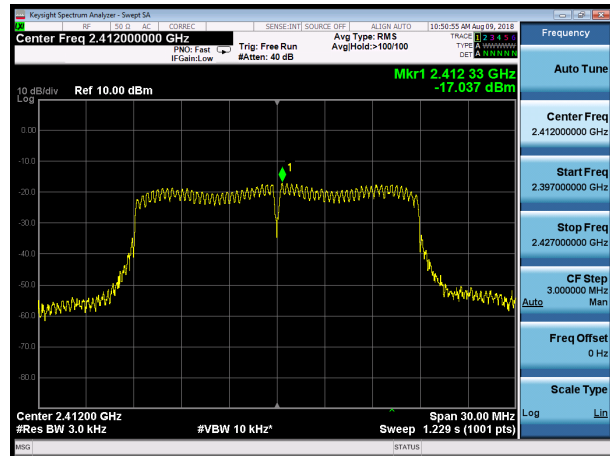 Keysight Spectrum Analyzer - Swept SA
LXI RF 50 Ω AC CORREC SENSE:INT SOURCE OFF ALIGN AUTO 10:50:55 AM Aug 09, 2018
Center Freq 2.412000000 GHz
PNO: Fast
IFGain:Low
Trig: Free Run
#Atten: 40 dB
Avg Type: RMS
Avg|Hold:>100/100
TRACE 1 2 3 4 5 6
TYPE A WWWWW
DET A N N N N N
Mkr1 2.412 33 GHz
-17.037 dBm
10 dB/div Ref 10.00 dBm
Log
0.00
-10.0
1
-20.0
-30.0
-40.0
-50.0
-60.0
-70.0
-80.0
Center 2.41200 GHz Span 30.00 MHz
#Res BW 3.0 kHz #VBW 10 kHz* Sweep 1.229 s (1001 pts)
MSG STATUS
Frequency
Auto Tune
Center Freq
2.412000000 GHz
Start Freq
2.397000000 GHz
Stop Freq
2.427000000 GHz
CF Step
3.000000 MHz
Auto Man
Freq Offset
0 Hz
Scale Type
Log Lin